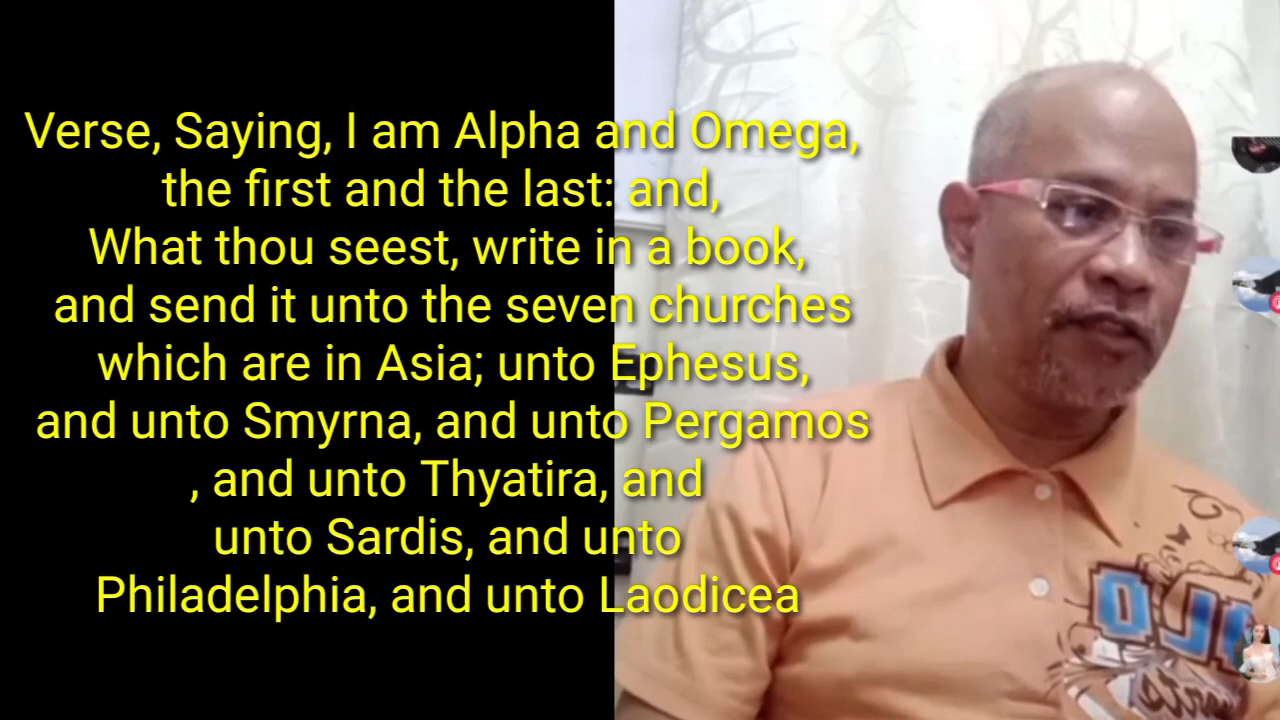 Verse, Saying, I am Alpha and Omega,
the first and the last: and,
What thou seest, write in a book,
and send it unto the seven churches
which are in Asia; unto Ephesus,
and unto Smyrna, and unto Pergamos
, and unto Thyatira, and
unto Sardis, and unto
Philadelphia, and unto Laodicea